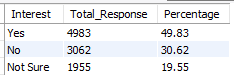 Interest Total_Response Percentage
Yes 4983 49.83
No 3062 30.62
Not Sure 1955 19.55